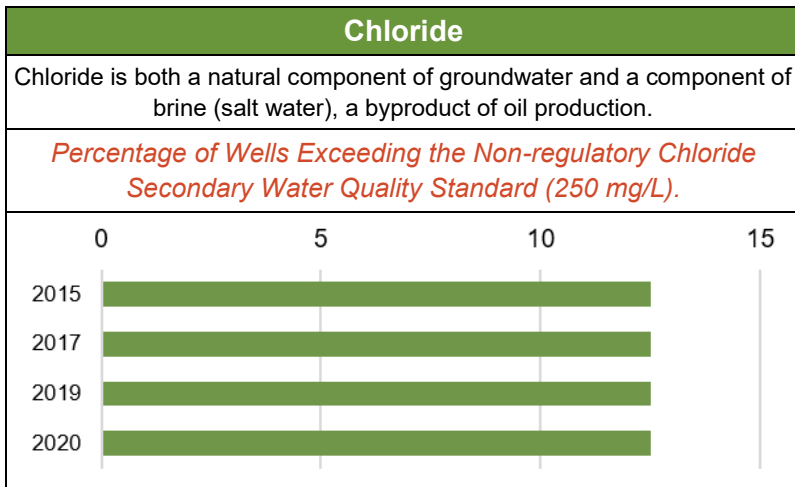 Chloride
Chloride is both a natural component of groundwater and a component of
brine (salt water), a byproduct of oil production.
Percentage of Wells Exceeding the Non-regulatory Chloride
Secondary Water Quality Standard (250 mg/L).
0 5 10 15
2015
2017
2019
2020